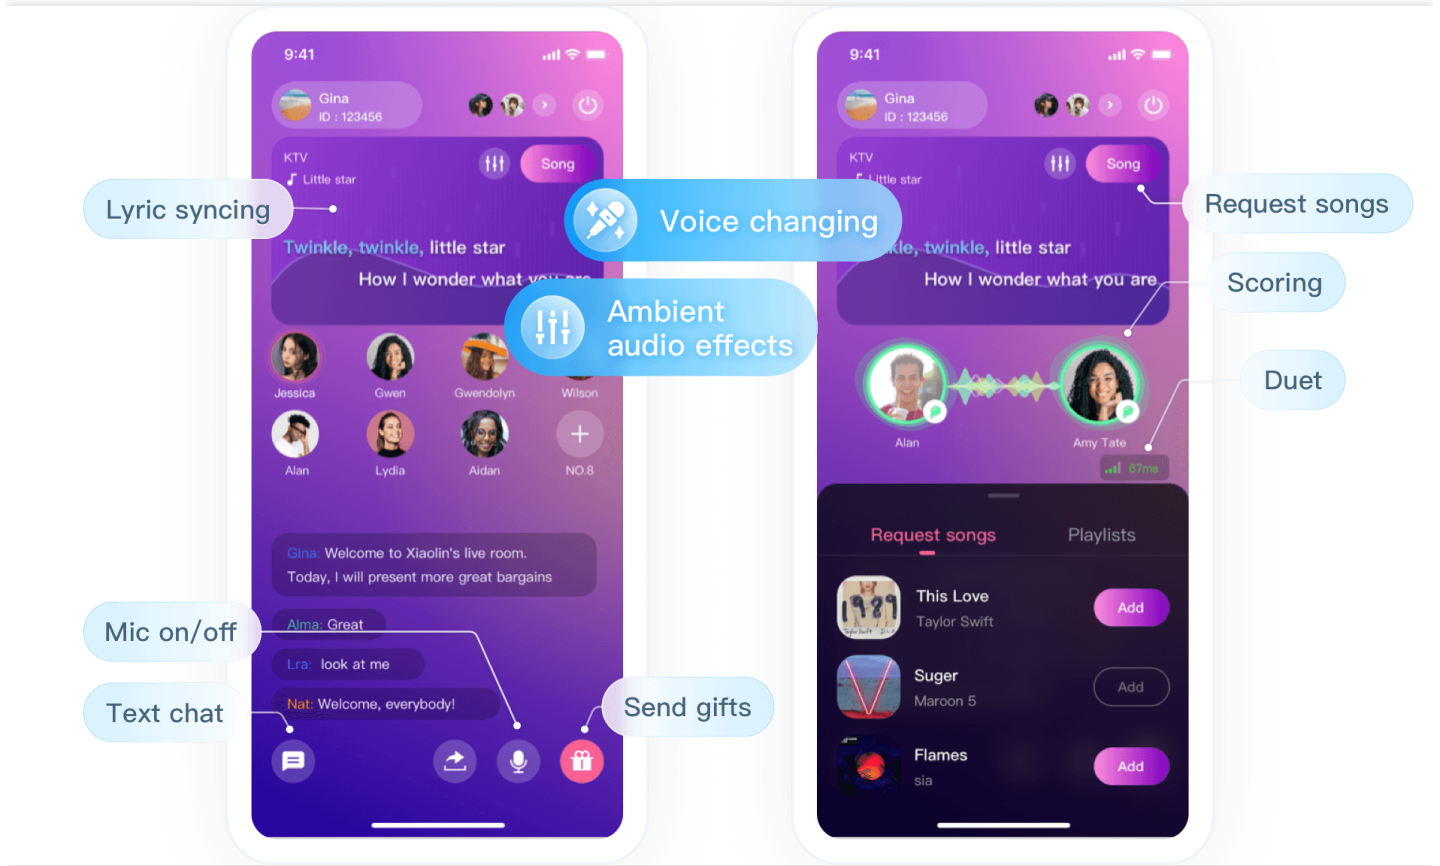 9:41
Gina
ID : 123456
KTV
Little star
Song
Lyric syncing
Voice changing
Twinkle, twinkle, little star
How I wonder what you are
Ambient
audio effects
Jessica
Gwen
Gwendolyn
Wilson
Alan
Lydia
Aidan
NO.8
Gina: Welcome to Xiaolin's live room.
Today, I will present more great bargains
Alma: Great
Mic on/off
Lra: look at me
Nat: Welcome, everybody!
Text chat
Send gifts
9:41
Gina
ID : 123456
KTV
Little star
Song
Request songs
kle, twinkle, little star
How I wonder what you are
Scoring
Duet
Alan
Amy Tate
67ms
Request songs
Playlists
1989
This Love
Taylor Swift
Add
Suger
Maroon 5
Add
Flames
sia
Add